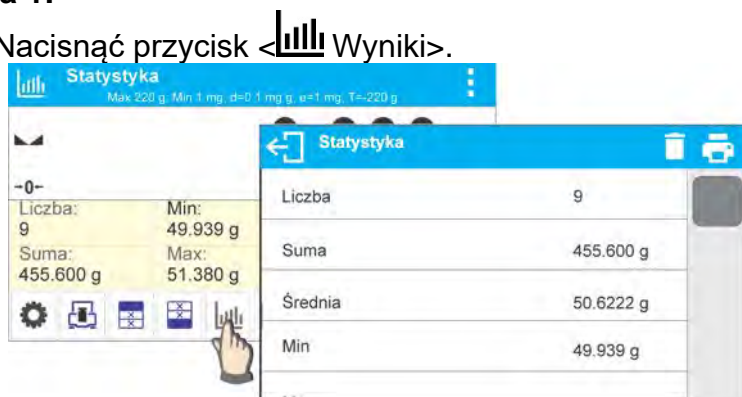 Nacisnąć przycisk < Wyniki>.
Statystyka
Max 220 g, Min 1 mg, d=0.1 mg g, e=1 mg, T=-220 g
Statystyka
-0-
Liczba: Min:
9 49.939 g
Suma: Max:
455.600 g 51.380 g
Liczba 9
Suma 455.600 g
Średnia 50.6222 g
Min 49.939 g